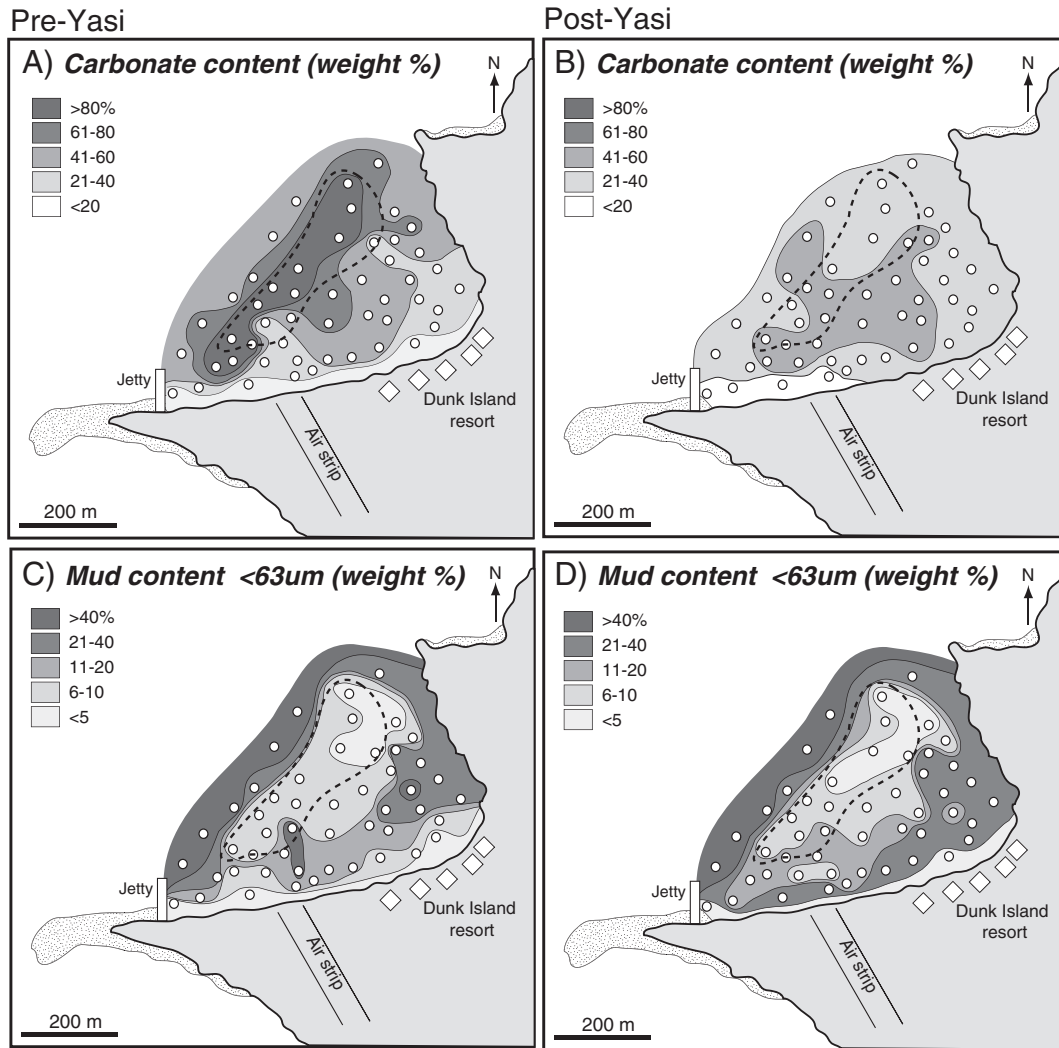 Pre-Yasi
Post-Yasi
A) Carbonate content (weight %)
N
>80%
61-80
41-60
21-40
<20
Jetty
Dunk Island
resort
Air strip
200 m
B) Carbonate content (weight %)
N
>80%
61-80
41-60
21-40
<20
Jetty
Dunk Island
resort
Air strip
200 m
C) Mud content <63um (weight %)
N
>40%
21-40
11-20
6-10
<5
Jetty
Dunk Island
resort
Air strip
200 m
D) Mud content <63um (weight %)
N
>40%
21-40
11-20
6-10
<5
Jetty
Dunk Island
resort
Air strip
200 m